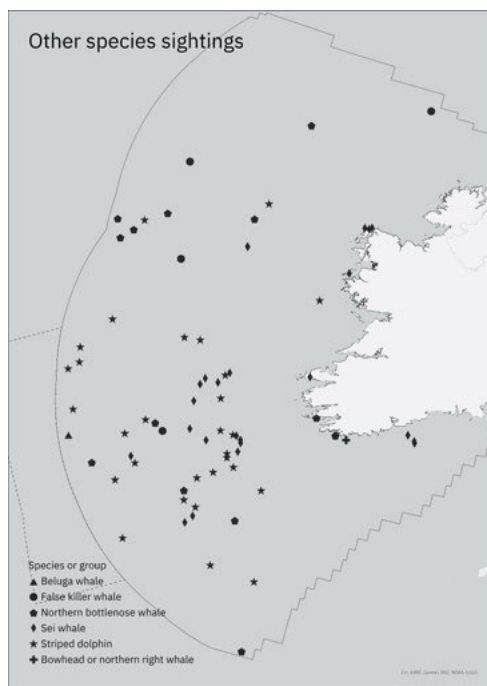 Other species sightings
Species or group
Beluga whale
False killer whale
Northern bottlenose whale
Sei whale
Striped dolphin
Bowhead or northern right whale